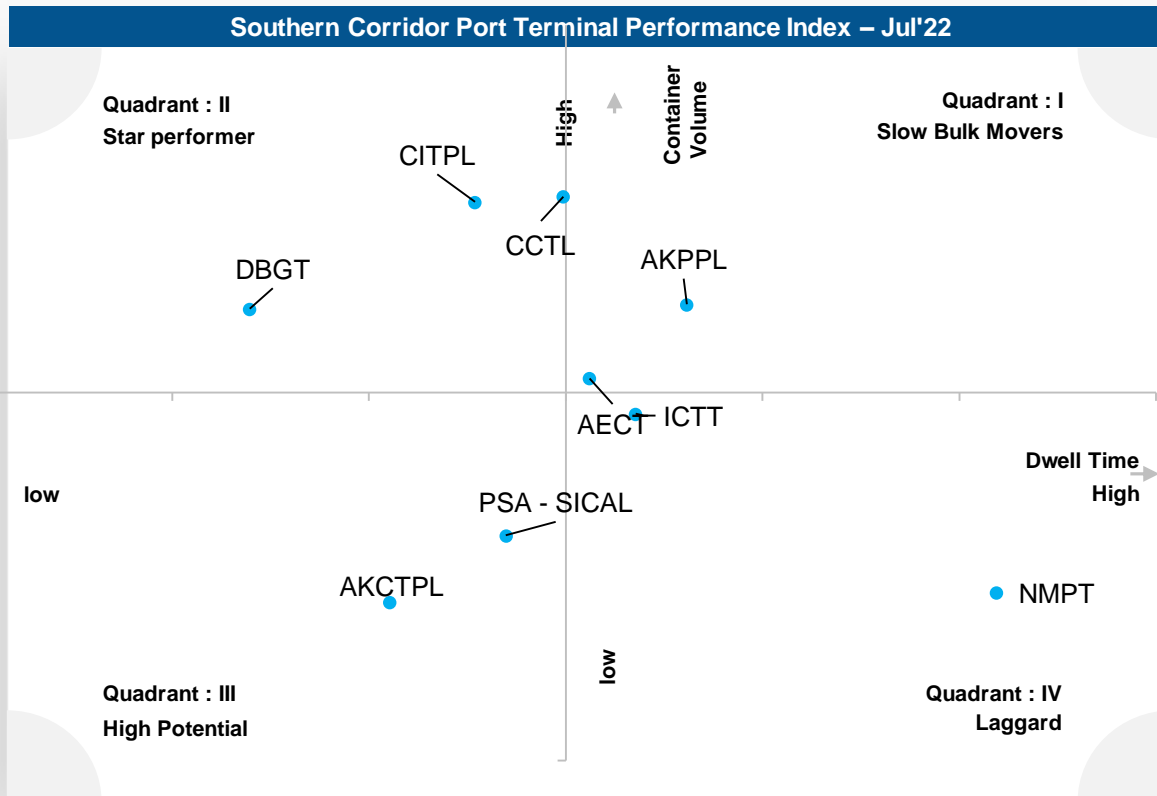 Southern Corridor Port Terminal Performance Index – Jul'22
Quadrant : II
Star performer
High
Container
Volume
Quadrant : I
Slow Bulk Movers
CITPL
CCTL
AKPPL
DBGT
AECT
ICTT
Dwell Time
High
low
PSA - SICAL
AKCTPL
NMPT
low
Quadrant : III
High Potential
Quadrant : IV
Laggard